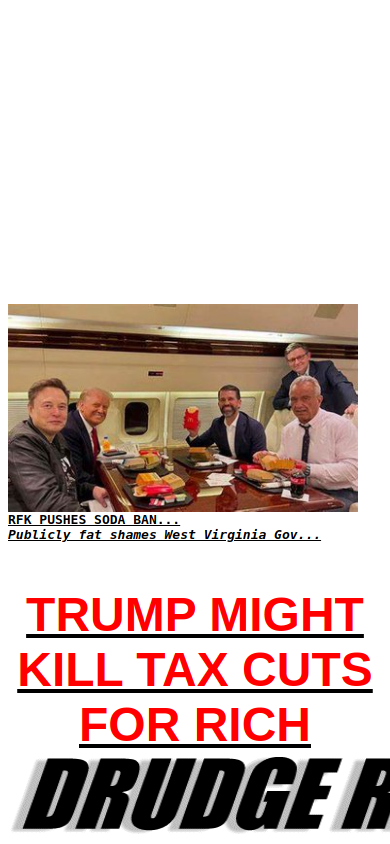 RFK PUSHES SODA BAN...
Publicly fat shames West Virginia Gov...
TRUMP MIGHT
KILL TAX CUTS
FOR RICH
DRUDGE R